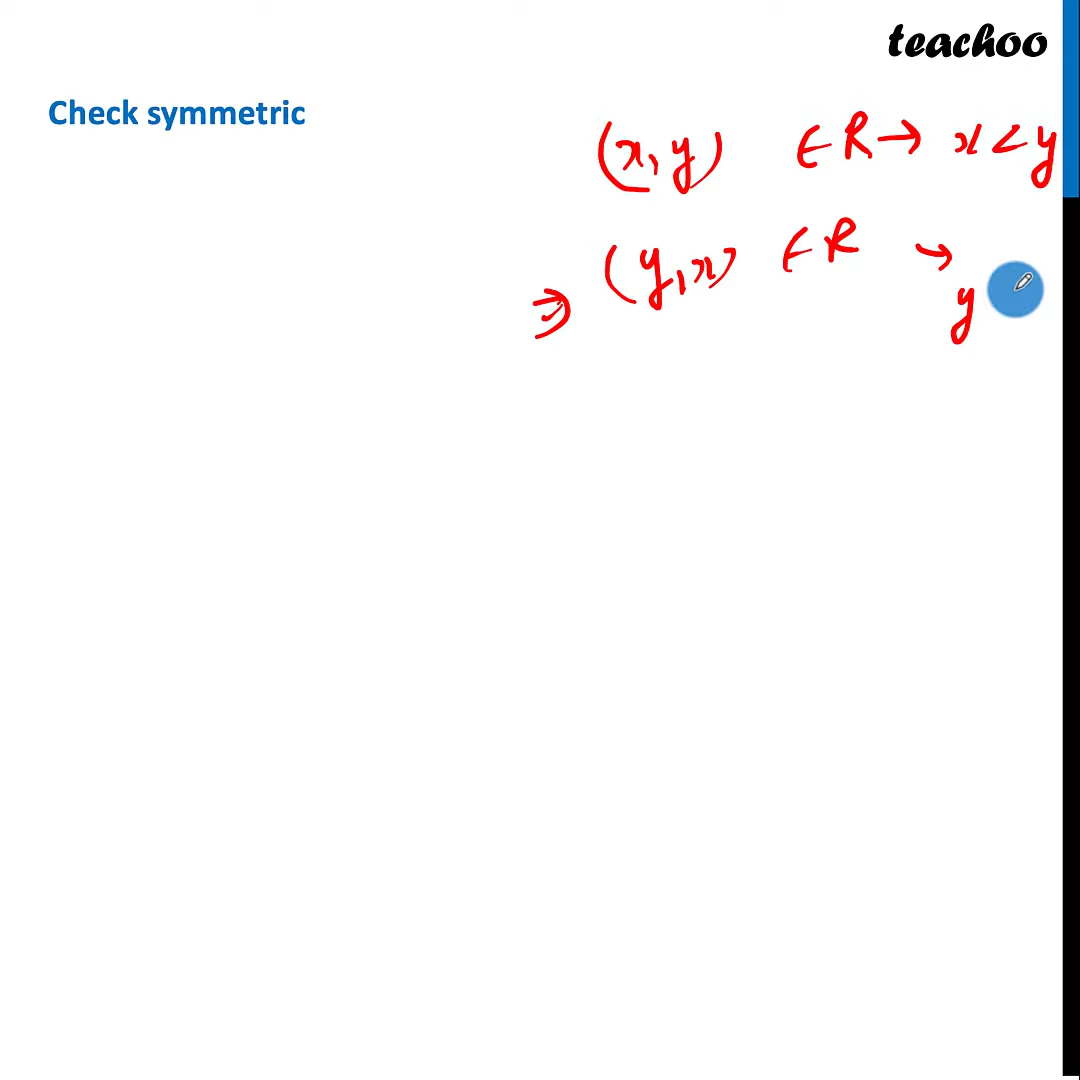 teachoo
Check symmetric
(x, y) ∈ R → x < y
⇒ (y, x) ∈ R → y